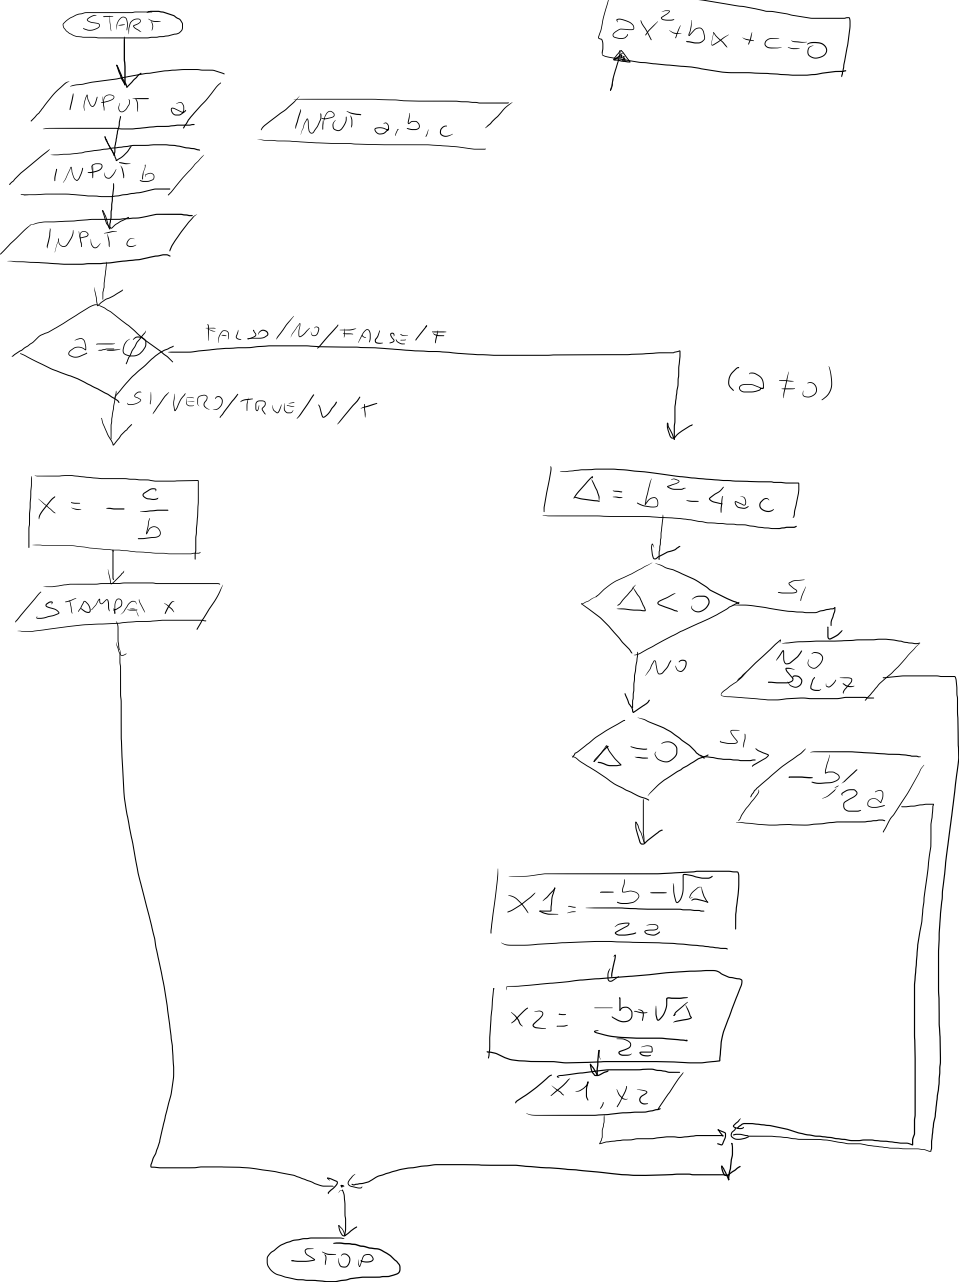 START
ax²+bx+c=0
INPUT a
INPUT a,b,c
INPUT b
INPUT c
a=∅
FALSO/NO/FALSE/F
(a≠0)
SI/VERO/TRUE/V/T
x = - c/b
Δ = b²-4ac
STAMPA x
Δ<0
SI
NO
NO
SOLUZ
Δ=0
SI
-b/2a
x1= -b-√Δ / 2a
x2= -b+√Δ / 2a
x1, x2
STOP